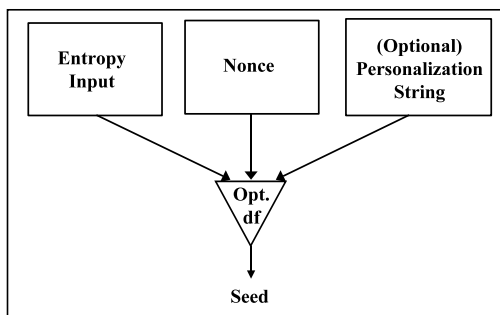 Entropy
Input
Nonce
(Optional)
Personalization
String
Opt.
df
Seed